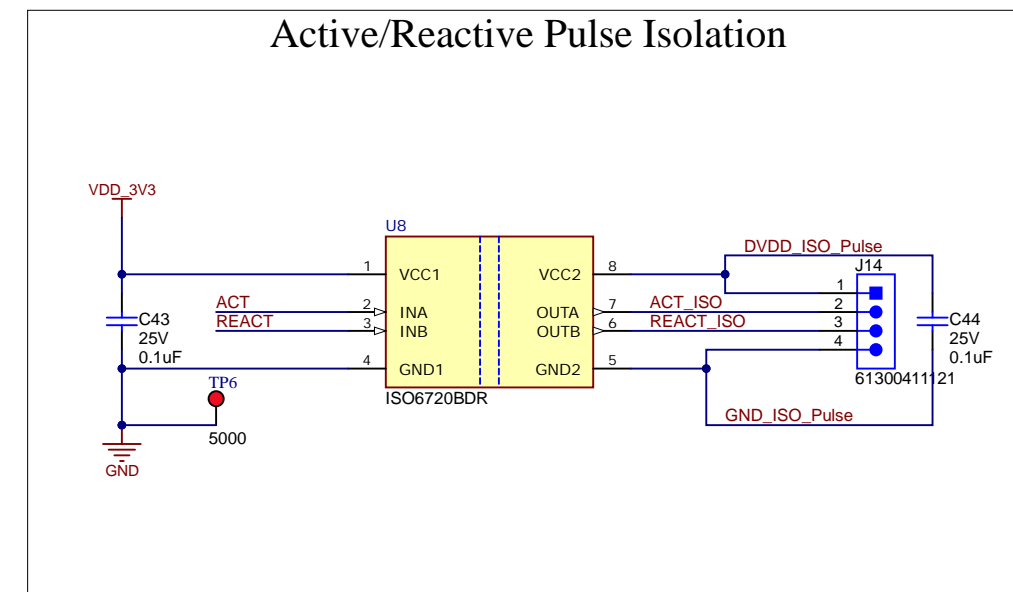 Active/Reactive Pulse Isolation
VDD_3V3
U8
DVDD_ISO_Pulse
J14
1 VCC1 VCC2 8
1
ACT 2 INA OUTA 7 ACT_ISO 2
REACT 3 INB OUTB 6 REACT_ISO 3
C43
25V
0.1uF
C44
25V
0.1uF
4
4 GND1 GND2 5
61300411121
TP6
ISO6720BDR
GND_ISO_Pulse
5000
GND